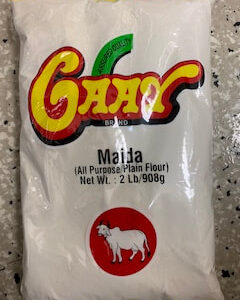 GAAY
BRAND
Maida
(All Purpose/Plain Flour)
Net Wt. : 2 Lb/908g